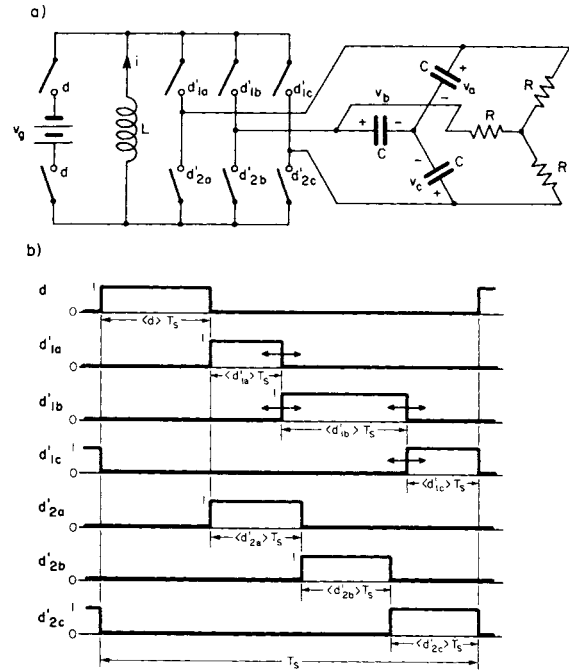 a)
d
v_g
d
i
L
d'_1a d'_1b d'_1c
d'_2a d'_2b d'_2c
C + v_a −
v_b
+ − C
R
R
R
− v_c + C
b)
d 1 0
<d> T_s
d'_1a 1 0
<d'_1a> T_s
d'_1b 1 0
<d'_1b> T_s
d'_1c 1 0
<d'_1c> T_s
d'_2a 1 0
<d'_2a> T_s
d'_2b 1 0
<d'_2b> T_s
d'_2c 1 0
<d'_2c> T_s
T_s